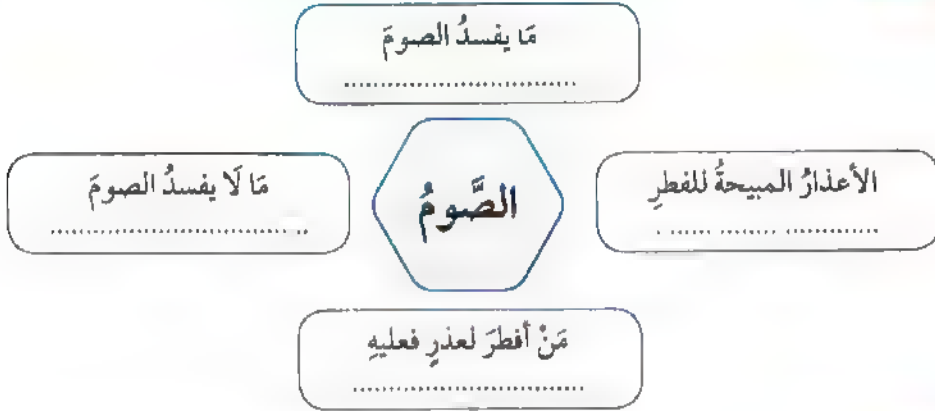 مَا يفسدُ الصومَ
..............................
الأعذارُ المبيحةُ للفطرِ
..............................
الصَّومُ
مَا لَا يفسدُ الصومَ
..............................
مَنْ أفطرَ لعذرٍ فعليهِ
..............................